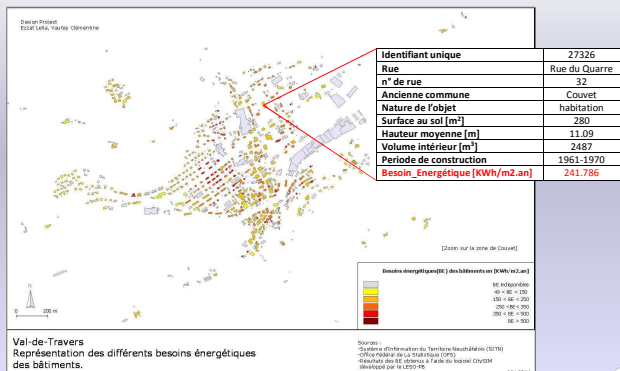 Design Project
Ezzat Leila, Vautey Clémentine
Identifiant unique 27326
Rue Rue du Quarre
n° de rue 32
Ancienne commune Couvet
Nature de l'objet habitation
Surface au sol [m²] 280
Hauteur moyenne [m] 11.09
Volume intérieur [m³] 2487
Periode de construction 1961-1970
Besoin_Energétique [KWh/m2.an] 241.786
[Zoom sur la zone de Couvet]
Besoins énergétiques(BE) des bâtiments en [KWh/m2.an]
BE indisponible
49 < BE < 150
150 < BE < 250
250 <BE < 350
350 < BE < 500
BE > 500
N
0 200 m
Val-de-Travers
Représentation des différents besoins énergétiques
des bâtiments.
Sources :
-Système d'Information du Territoire Neuchâtelois (SITN)
-Office Fédéral de La Statistique (OFS)
-Résultats des BE obtenus à l'aide du logiciel CitySIM
développé par le LESO-PB